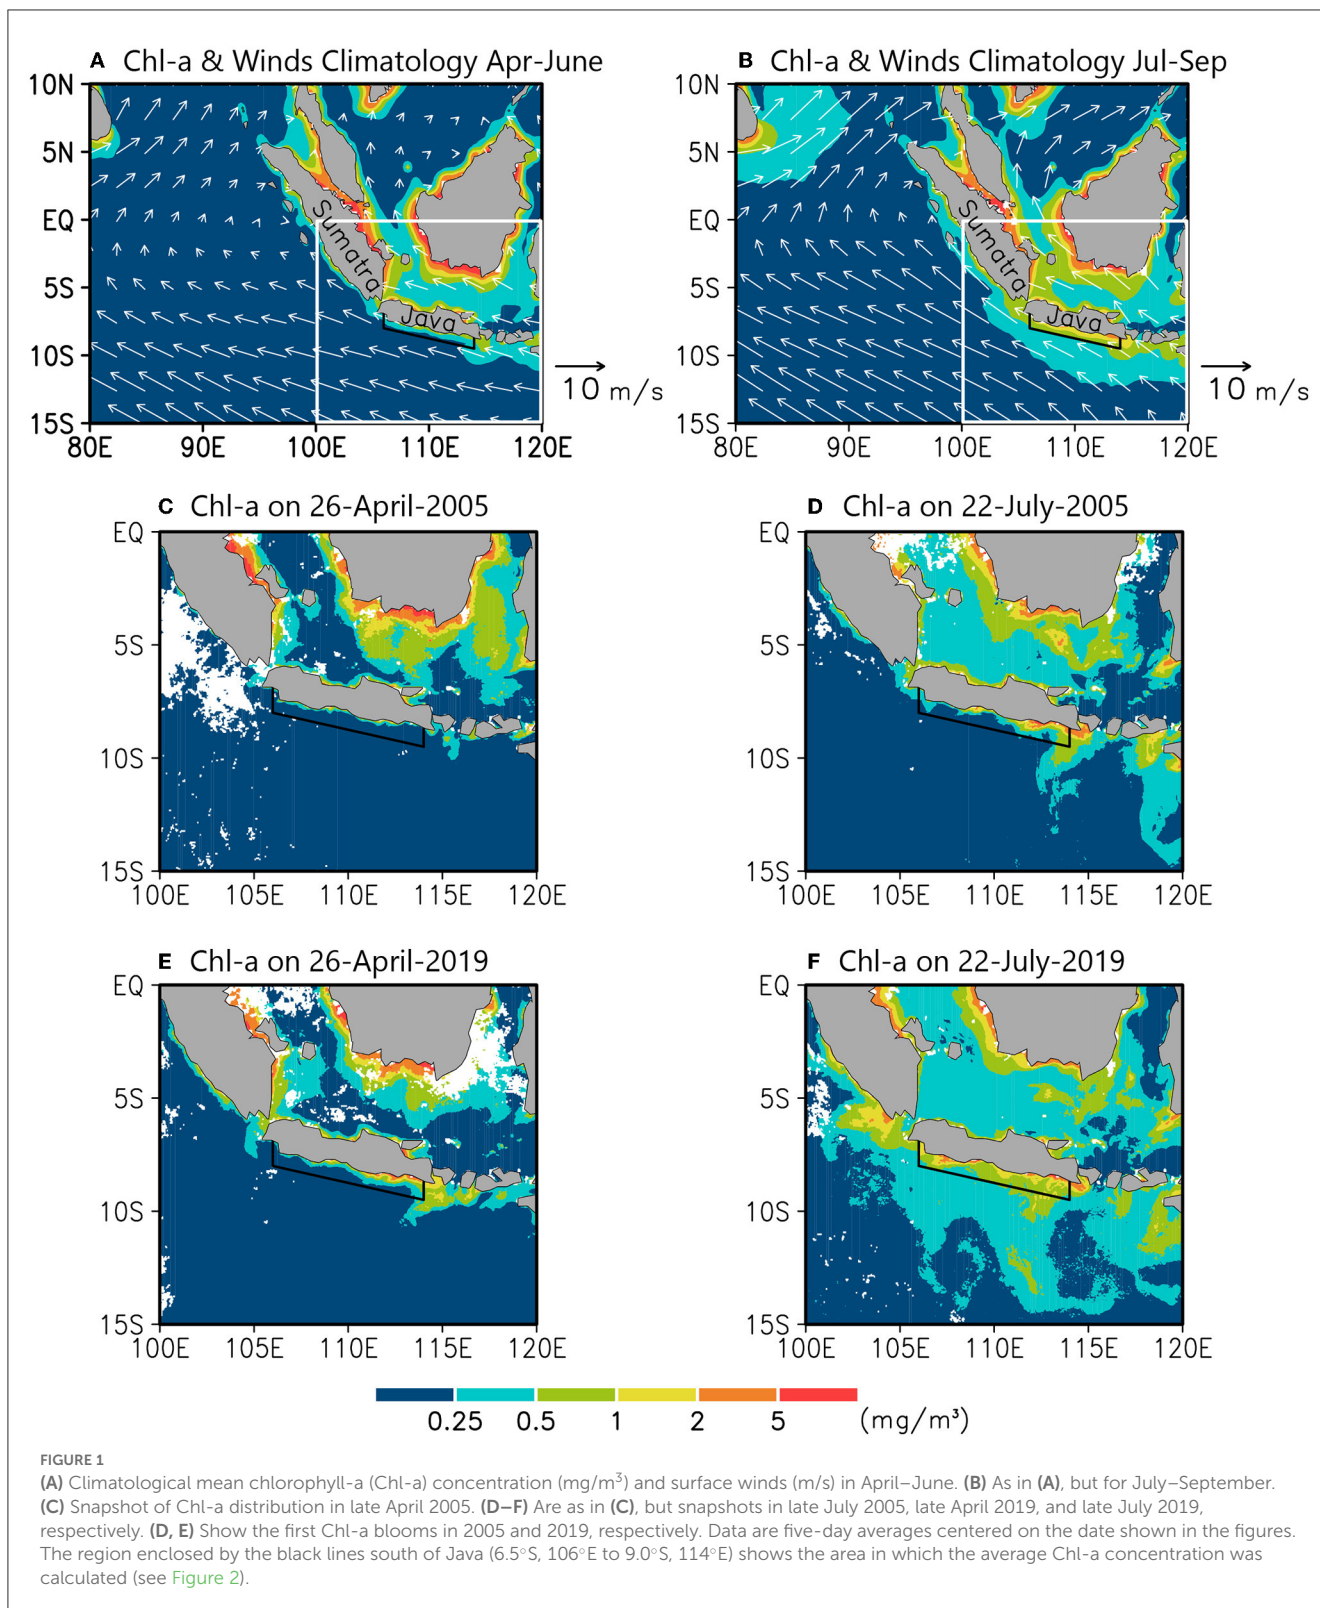 A Chl-a & Winds Climatology Apr-June
10N
5N
EQ
5S
10S
15S
80E 90E 100E 110E 120E
Sumatra
Java
10 m/s
B Chl-a & Winds Climatology Jul-Sep
10N
5N
EQ
5S
10S
15S
80E 90E 100E 110E 120E
Sumatra
Java
10 m/s
C Chl-a on 26-April-2005
EQ
5S
10S
15S
100E 105E 110E 115E 120E
D Chl-a on 22-July-2005
EQ
5S
10S
15S
100E 105E 110E 115E 120E
E Chl-a on 26-April-2019
EQ
5S
10S
15S
100E 105E 110E 115E 120E
F Chl-a on 22-July-2019
EQ
5S
10S
15S
100E 105E 110E 115E 120E
0.25 0.5 1 2 5 (mg/m³)
FIGURE 1
(A) Climatological mean chlorophyll-a (Chl-a) concentration (mg/m³) and surface winds (m/s) in April–June. (B) As in (A), but for July–September.
(C) Snapshot of Chl-a distribution in late April 2005. (D–F) Are as in (C), but snapshots in late July 2005, late April 2019, and late July 2019,
respectively. (D, E) Show the first Chl-a blooms in 2005 and 2019, respectively. Data are five-day averages centered on the date shown in the figures.
The region enclosed by the black lines south of Java (6.5°S, 106°E to 9.0°S, 114°E) shows the area in which the average Chl-a concentration was
calculated (see Figure 2).